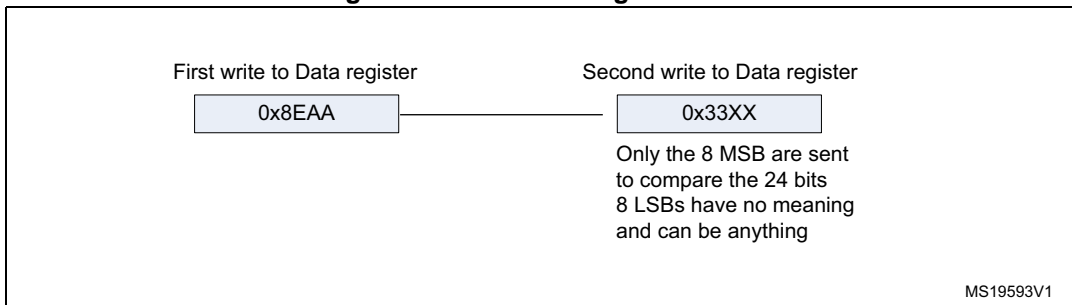 First write to Data register
Second write to Data register
0x8EAA
0x33XX
Only the 8 MSB are sent
to compare the 24 bits
8 LSBs have no meaning
and can be anything
MS19593V1